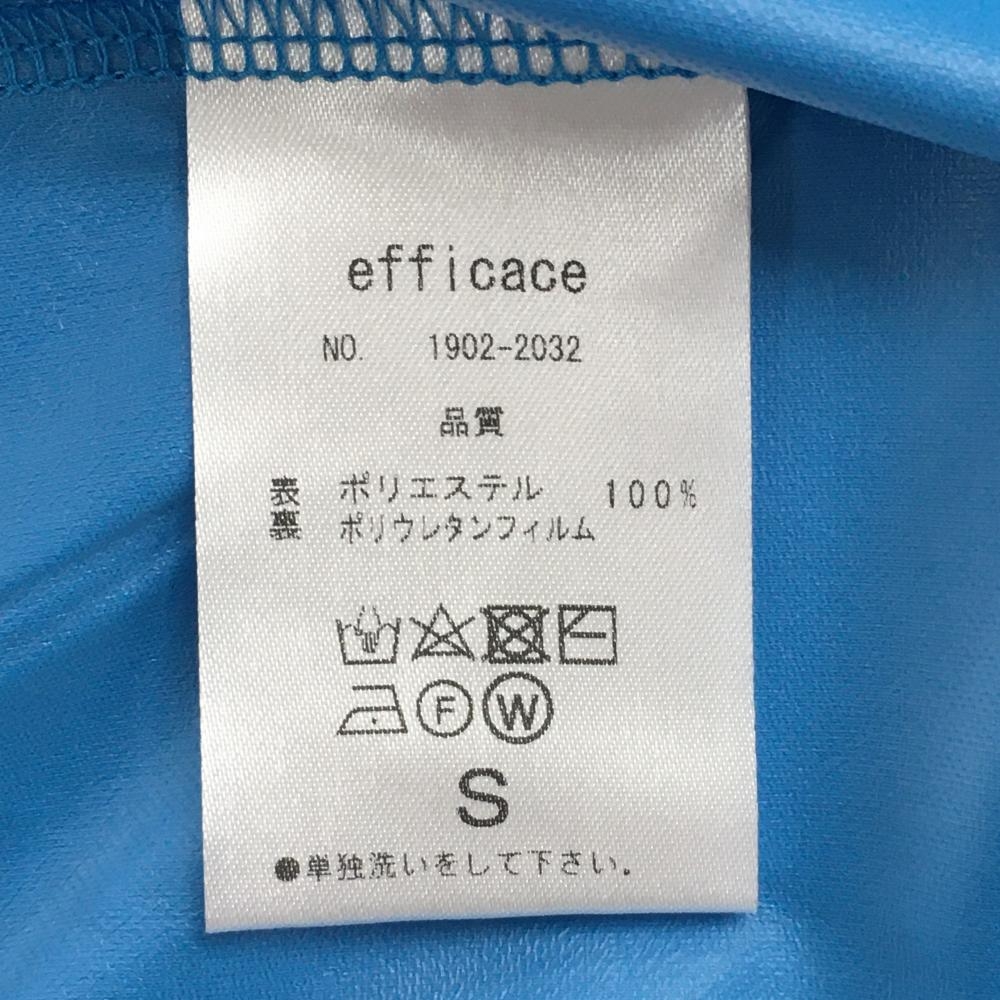 efficace
NO. 1902-2032
品質
表 ポリエステル 100%
裏 ポリウレタンフィルム
F W
S
●単独洗いをして下さい.